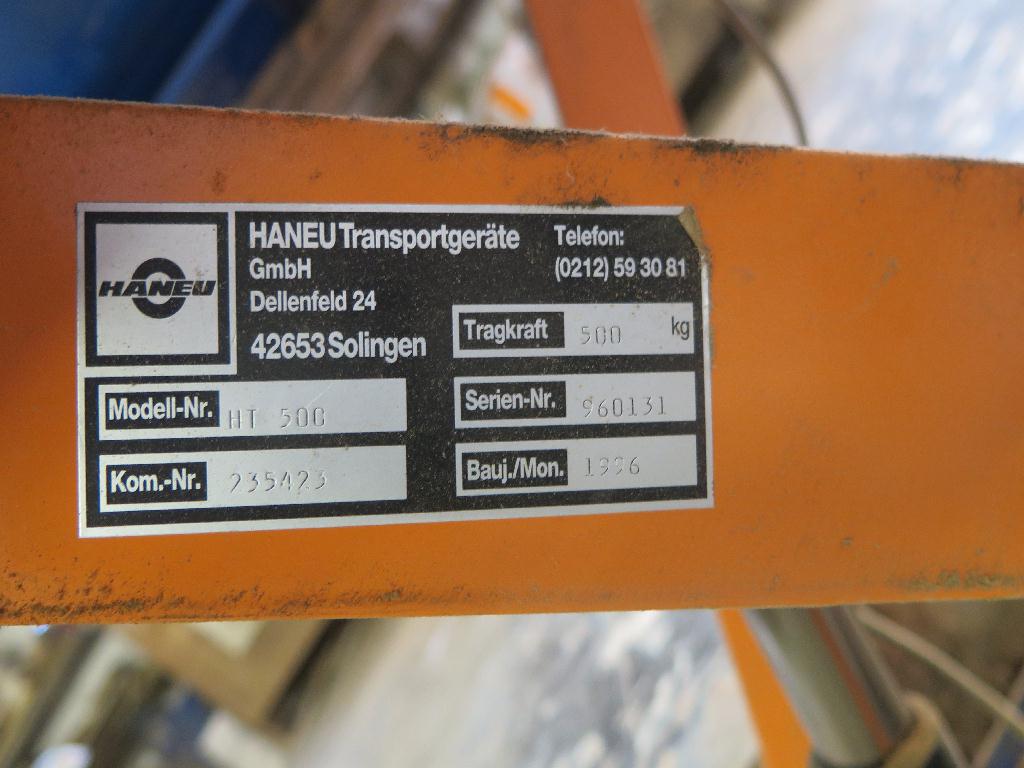 HANEU
HANEU Transportgeräte
GmbH
Dellenfeld 24
42653 Solingen
Telefon:
(0212) 59 30 81
Tragkraft 500 kg
Modell-Nr. HT 500
Serien-Nr. 960131
Kom.-Nr. 235423
Bauj./Mon. 1996